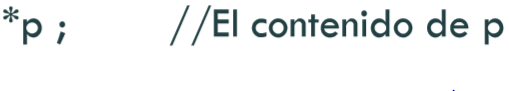 *p ; //El contenido de p